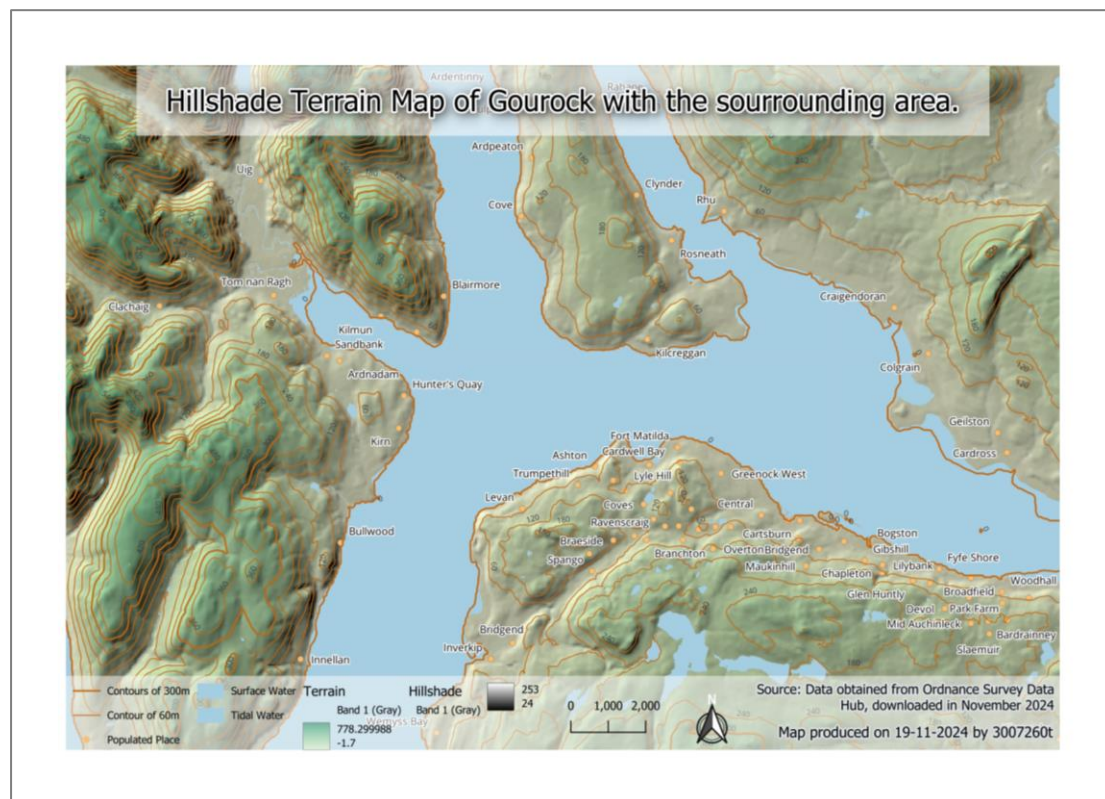 Ardentinny
Rahane
Hillshade Terrain Map of Gourock with the sourrounding area.
Ardpeaton
Uig
Clynder
Cove
Rhu
Rosneath
Tom nan Ragh
Blairmore
Clachaig
Craigendoran
Kilmun
Sandbank
Kilcreggan
Colgrain
Ardnadam
Hunter's Quay
Geilston
Kirn
Fort Matilda
Cardwell Bay
Cardross
Ashton
Trumpethill
Lyle Hill
Greenock West
Levan
Coves
Central
Ravenscraig
Bullwood
Braeside
Cartsburn
Bogston
Spango
Branchton
Overton
Bridgend
Gibshill
Fyfe Shore
Maukinhill
Chapleton
Lilybank
Woodhall
Glen Huntly
Broadfield
Devol
Park Farm
Bridgend
Mid Auchinleck
Bardrainney
Inverkip
Slaemuir
Innellan
Contours of 300m
Contour of 60m
Populated Place
Surface Water
Tidal Water
Terrain
Band 1 (Gray)
778.299988
-1.7
Hillshade
Band 1 (Gray)
253
24
Wemyss Bay
0 1,000 2,000
N
Source: Data obtained from Ordnance Survey Data
Hub, downloaded in November 2024
Map produced on 19-11-2024 by 3007260t